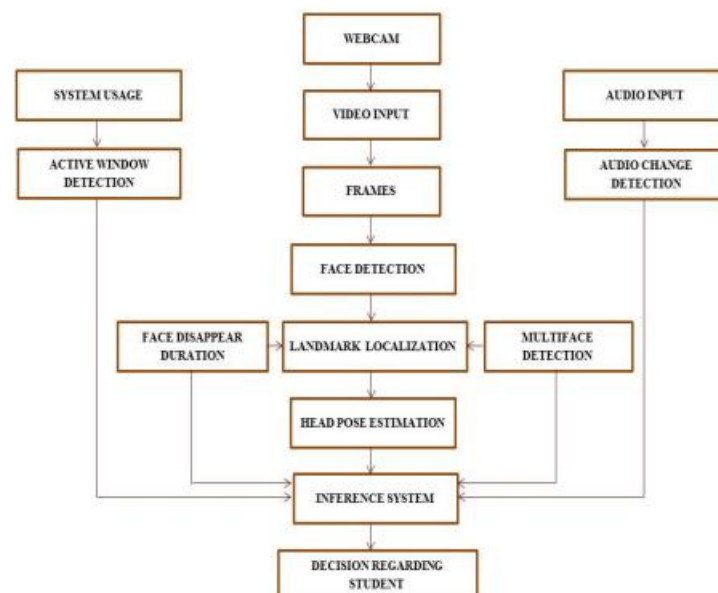 WEBCAM
SYSTEM USAGE
AUDIO INPUT
VIDEO INPUT
ACTIVE WINDOW
DETECTION
AUDIO CHANGE
DETECTION
FRAMES
FACE DETECTION
FACE DISAPPEAR
DURATION
LANDMARK LOCALIZATION
MULTIFACE
DETECTION
HEAD POSE ESTIMATION
INFERENCE SYSTEM
DECISION REGARDING
STUDENT